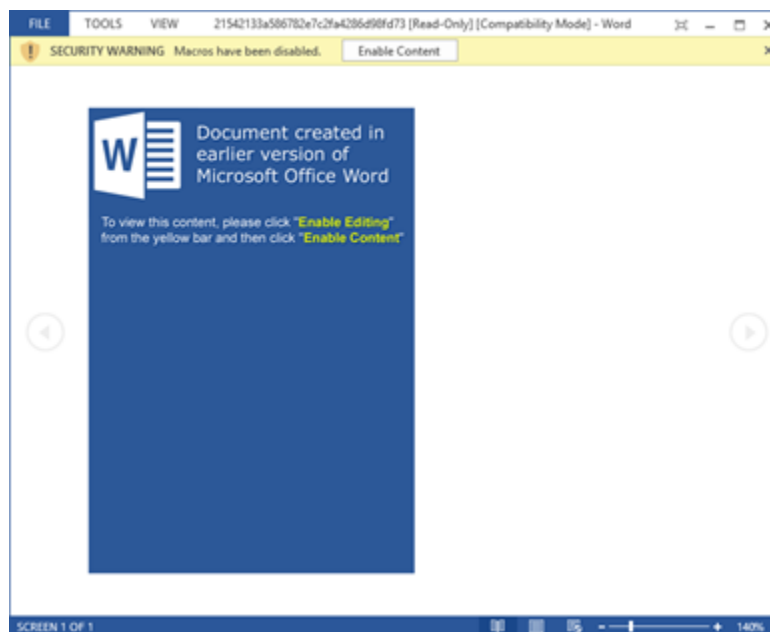 FILE TOOLS VIEW 21542133a586782e7c2fa4286d98fd73 [Read-Only] [Compatibility Mode] - Word
SECURITY WARNING Macros have been disabled. Enable Content
W
Document created in
earlier version of
Microsoft Office Word
To view this content, please click "Enable Editing"
from the yellow bar and then click "Enable Content"
SCREEN 1 OF 1 140%